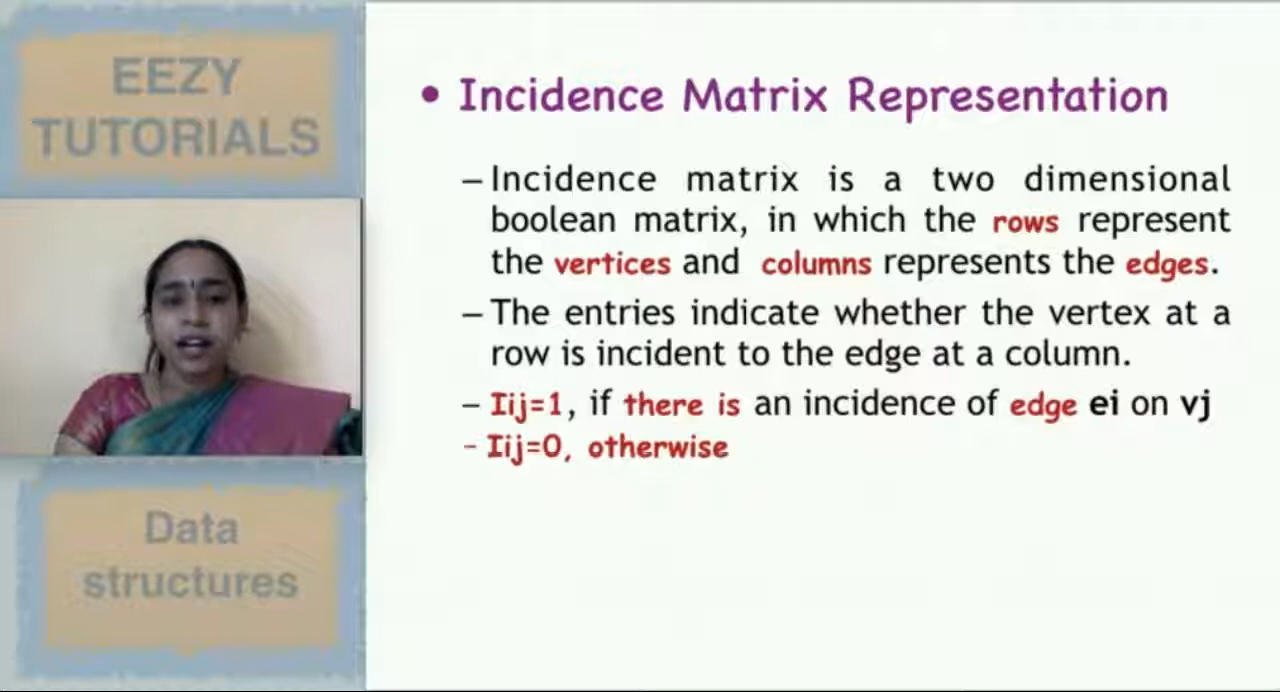 EEZY
TUTORIALS
• Incidence Matrix Representation
– Incidence matrix is a two dimensional
boolean matrix, in which the rows represent
the vertices and columns represents the edges.
– The entries indicate whether the vertex at a
row is incident to the edge at a column.
– Iij=1, if there is an incidence of edge ei on vj
- Iij=0, otherwise
Data
structures